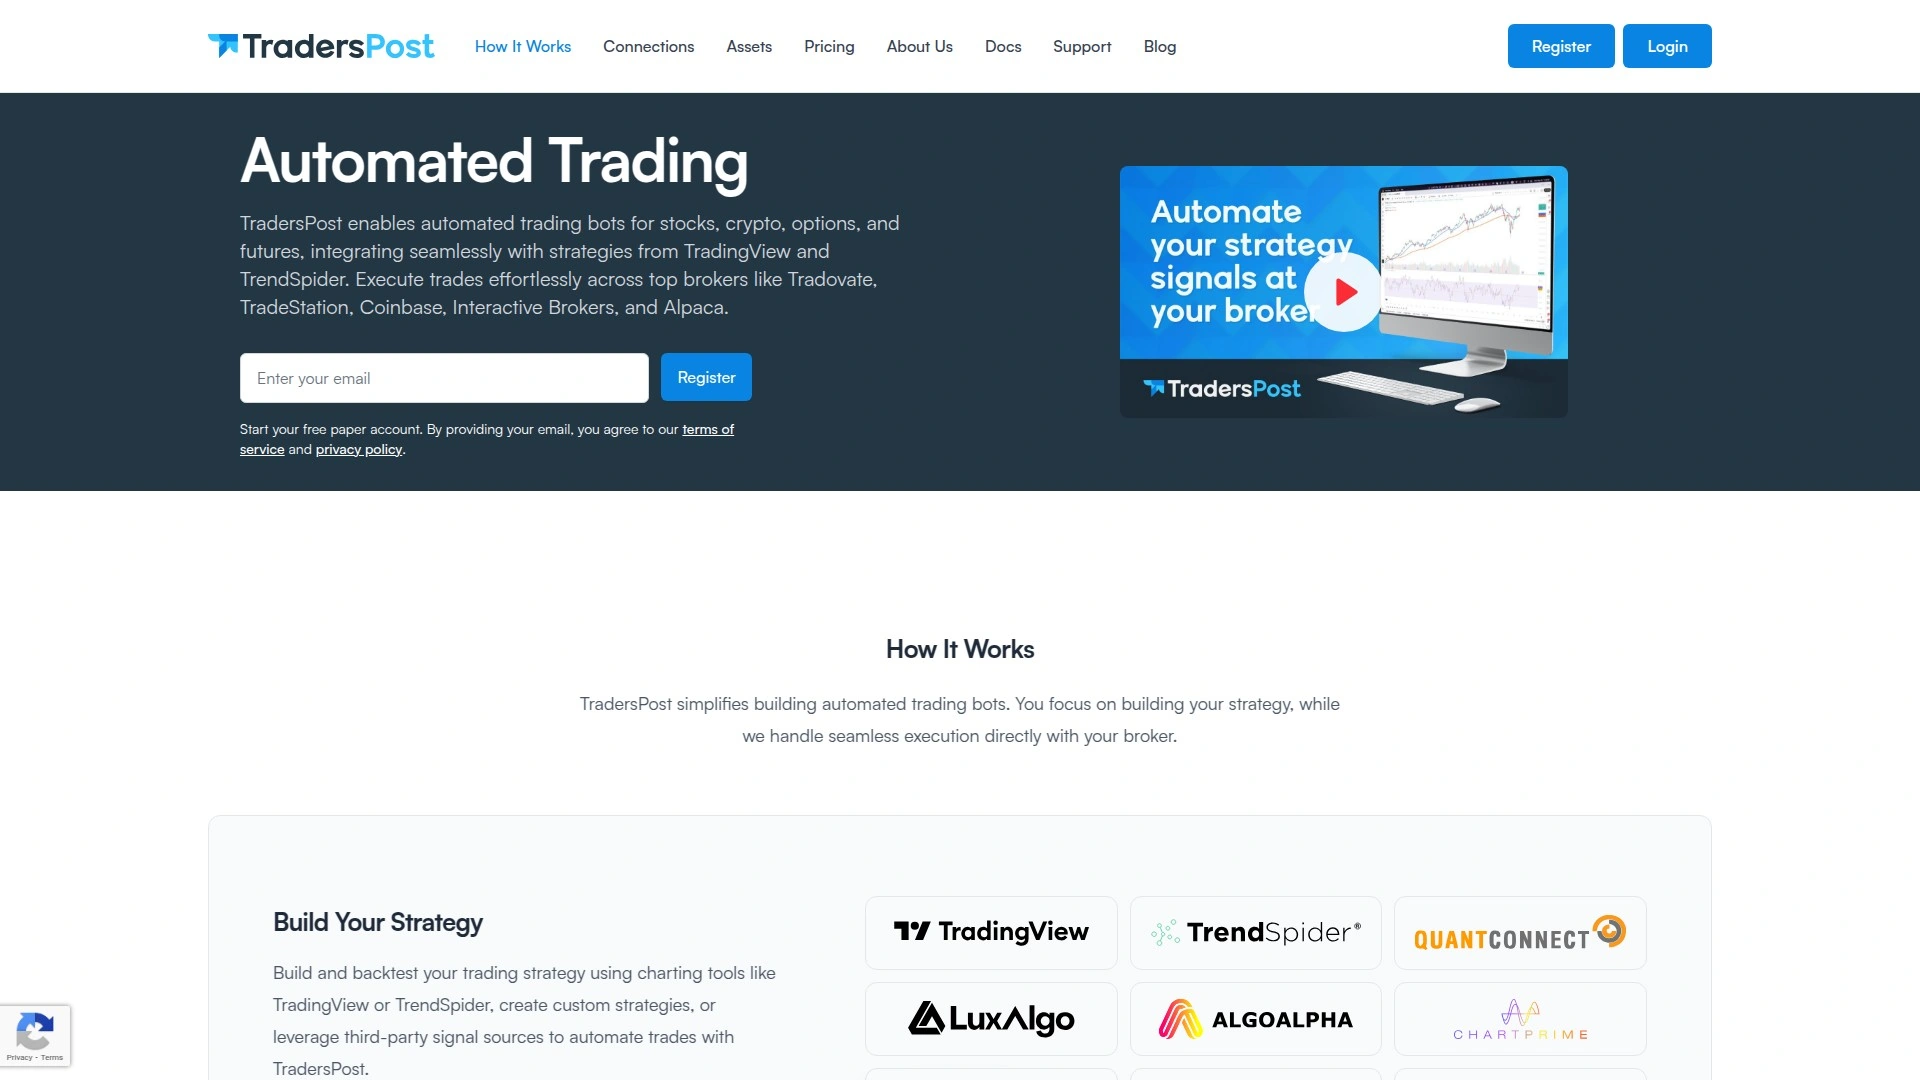 TradersPost
How It Works
Connections
Assets
Pricing
About Us
Docs
Support
Blog
Register
Login
Automated Trading
TradersPost enables automated trading bots for stocks, crypto, options, and
futures, integrating seamlessly with strategies from TradingView and
TrendSpider. Execute trades effortlessly across top brokers like Tradovate,
TradeStation, Coinbase, Interactive Brokers, and Alpaca.
Enter your email
Register
Start your free paper account. By providing your email, you agree to our terms of
service and privacy policy.
Automate
your strategy
signals at
your broker
TradersPost
How It Works
TradersPost simplifies building automated trading bots. You focus on building your strategy, while
we handle seamless execution directly with your broker.
Build Your Strategy
Build and backtest your trading strategy using charting tools like
TradingView or TrendSpider, create custom strategies, or
leverage third-party signal sources to automate trades with
TradersPost.
TradingView
TrendSpider®
QUANTCONNECT
LuxAlgo
ALGOALPHA
CHARTPRIME
Privacy - Terms